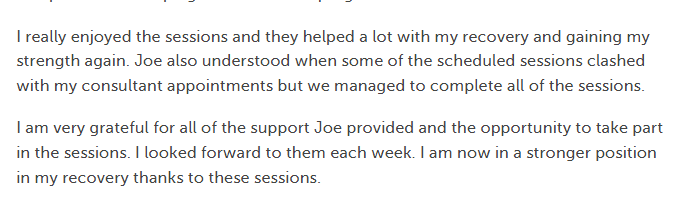 I really enjoyed the sessions and they helped a lot with my recovery and gaining my
strength again. Joe also understood when some of the scheduled sessions clashed
with my consultant appointments but we managed to complete all of the sessions.
I am very grateful for all of the support Joe provided and the opportunity to take part
in the sessions. I looked forward to them each week. I am now in a stronger position
in my recovery thanks to these sessions.